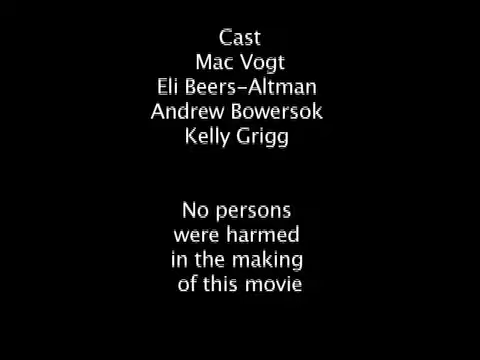 Cast
Mac Vogt
Eli Beers-Altman
Andrew Bowersok
Kelly Grigg
No persons
were harmed
in the making
of this movie